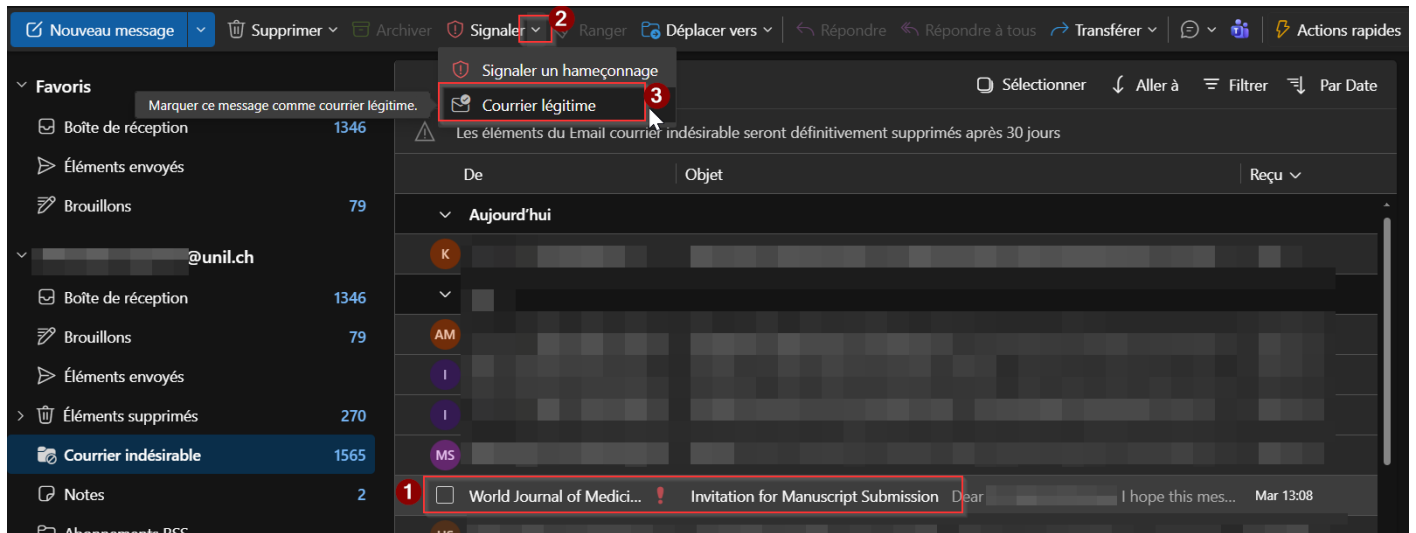 Nouveau message Supprimer Archiver Signaler 2 Ranger Déplacer vers Répondre Répondre à tous Transférer Actions rapides
Signaler un hameçonnage
Favoris Sélectionner Aller à Filtrer Par Date
Marquer ce message comme courrier légitime. Courrier légitime 3
Boîte de réception 1346 Les éléments du Email courrier indésirable seront définitivement supprimés après 30 jours
Éléments envoyés De Objet Reçu
Brouillons 79 Aujourd'hui
@unil.ch K
Boîte de réception 1346
Brouillons 79 AM
Éléments envoyés I
Éléments supprimés 270 I
Courrier indésirable 1565 MS
Notes 2 1 World Journal of Medici... ! Invitation for Manuscript Submission Dear I hope this mes... Mar 13:08
Abonnements RSS